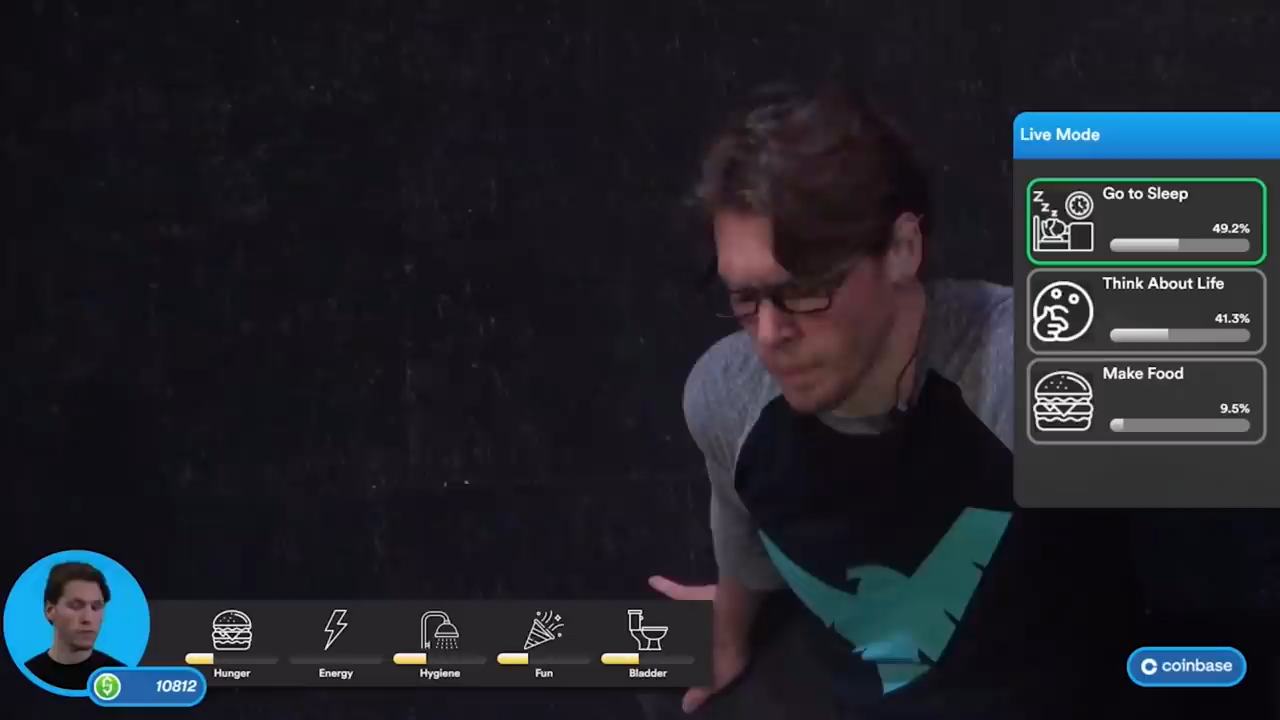 Live Mode
Go to Sleep
49.2%
Think About Life
41.3%
Make Food
9.5%
Hunger
Energy
Hygiene
Fun
Bladder
10812
coinbase